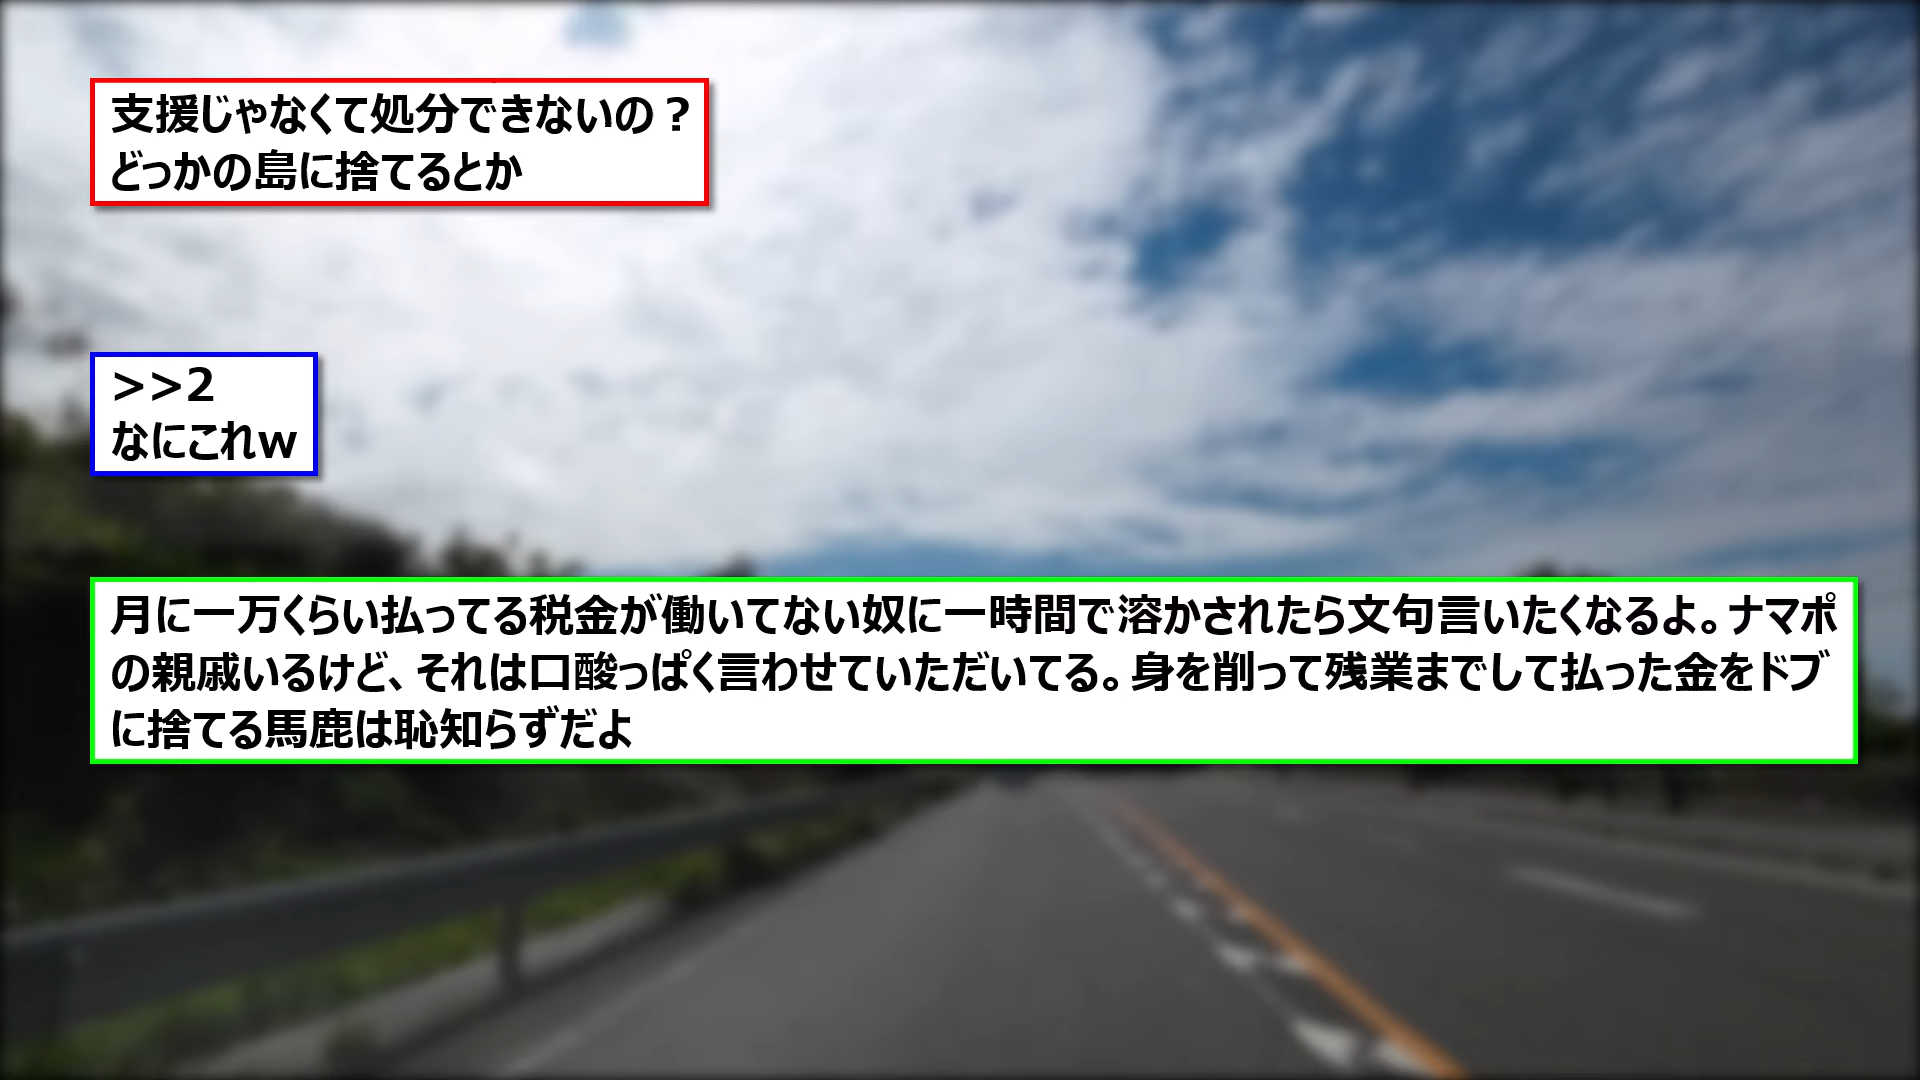 支援じゃなくて処分できないの？
どっかの島に捨てるとか
>>2
なにこれw
月に一万くらい払ってる税金が働いてない奴に一時間で溶かされたら文句言いたくなるよ。ナマポ
の親戚いるけど、それは口酸っぱく言わせていただいてる。身を削って残業までして払った金をドブ
に捨てる馬鹿は恥知らずだよ